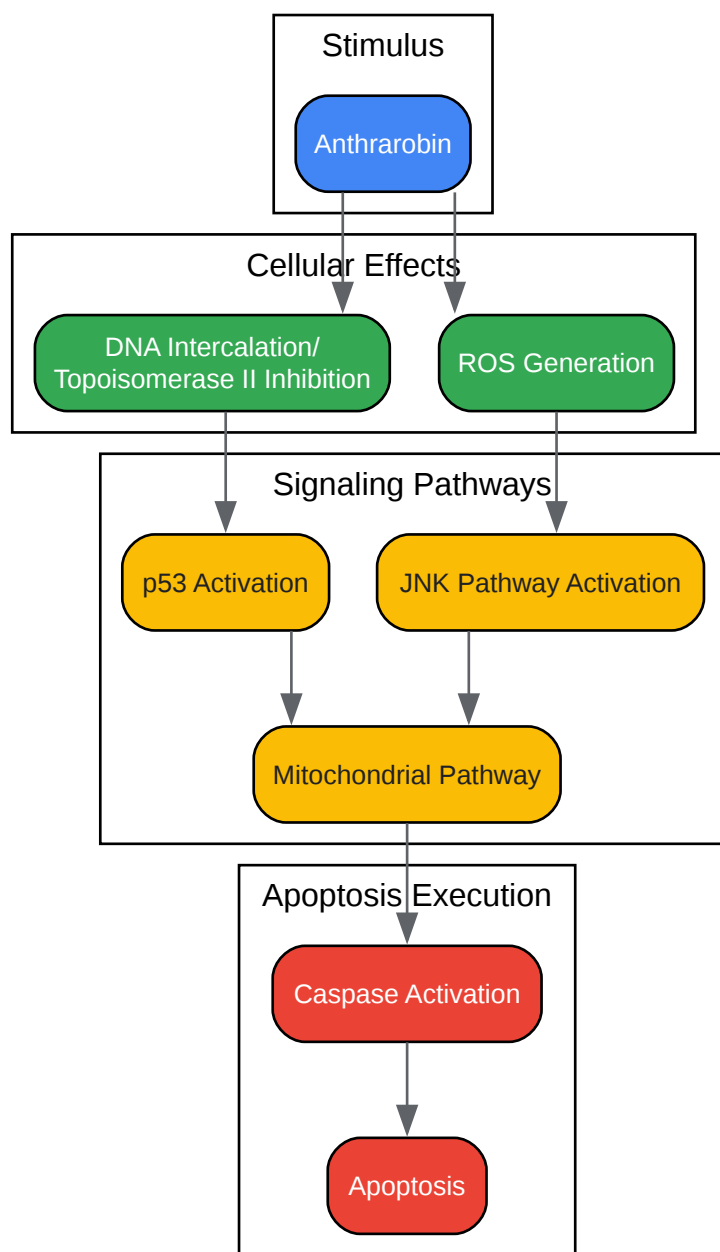 Stimulus
Anthrarobin
Cellular Effects
DNA Intercalation/
Topoisomerase II Inhibition
ROS Generation
Signaling Pathways
p53 Activation
JNK Pathway Activation
Mitochondrial Pathway
Apoptosis Execution
Caspase Activation
Apoptosis